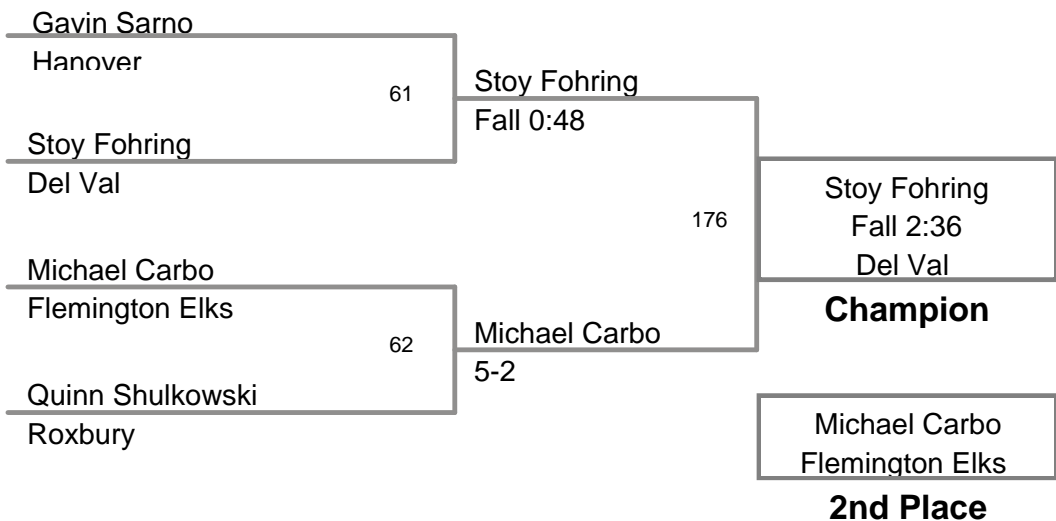 Gavin Sarno
Hanover
61
Stoy Fohring
Fall 0:48
Stoy Fohring
Del Val
176
Stoy Fohring
Fall 2:36
Del Val
Champion
Michael Carbo
Flemington Elks
62
Michael Carbo
5-2
Quinn Shulkowski
Roxbury
Michael Carbo
Flemington Elks
2nd Place